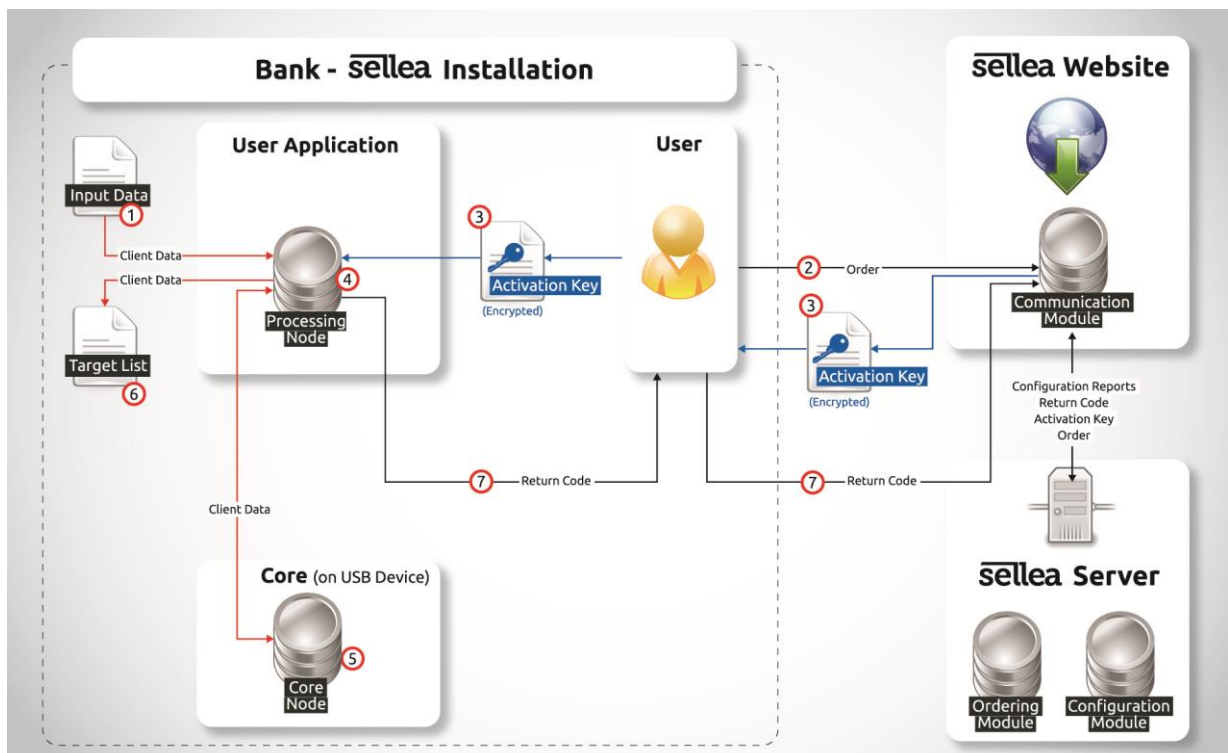 Bank - sellea Installation
sellea Website
User Application
User
Input Data
1
Client Data
Client Data
Processing
Node
4
Target List
6
3
Activation Key
(Encrypted)
2
Order
3
Activation Key
(Encrypted)
Communication
Module
Configuration Reports
Return Code
Activation Key
Order
7
Return Code
7
Return Code
Client Data
Core (on USB Device)
5
Core
Node
sellea Server
Ordering
Module
Configuration
Module